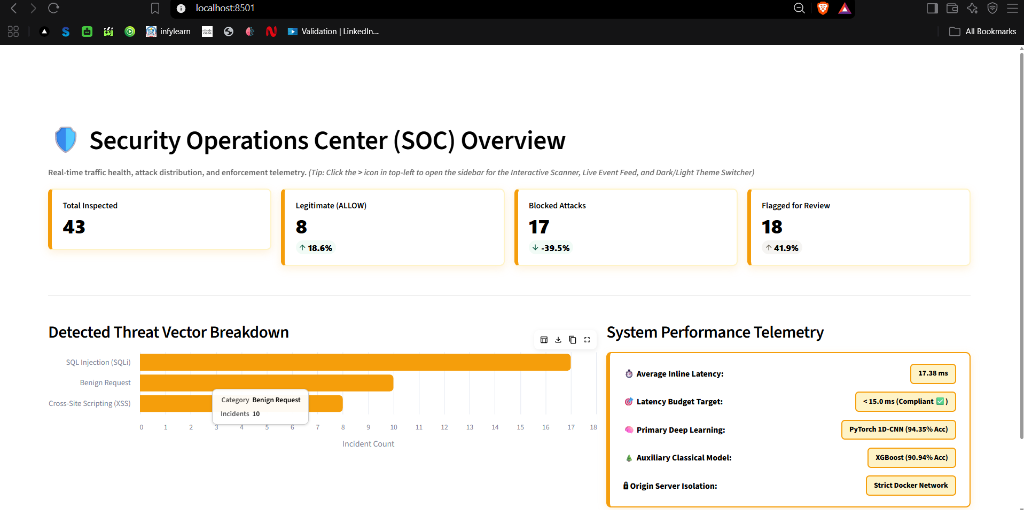 localhost:8501
infylearn
Validation | LinkedIn...
All Bookmarks
Security Operations Center (SOC) Overview
Real-time traffic health, attack distribution, and enforcement telemetry. (Tip: Click the > icon in top-left to open the sidebar for the Interactive Scanner, Live Event Feed, and Dark/Light Theme Switcher)
Total Inspected
43
Legitimate (ALLOW)
8
↑ 18.6%
Blocked Attacks
17
↓ -39.5%
Flagged for Review
18
↑ 41.9%
Detected Threat Vector Breakdown
SQL Injection (SQLi)
Benign Request
Cross-Site Scripting (XSS)
Category Benign Request
Incidents 10
0 1 2 3 4 5 6 7 8 9 10 11 12 13 14 15 16 17 18
Incident Count
System Performance Telemetry
Average Inline Latency: 17.38 ms
Latency Budget Target: < 15.0 ms (Compliant ✅)
Primary Deep Learning: PyTorch 1D-CNN (94.35% Acc)
Auxiliary Classical Model: XGBoost (90.94% Acc)
Origin Server Isolation: Strict Docker Network